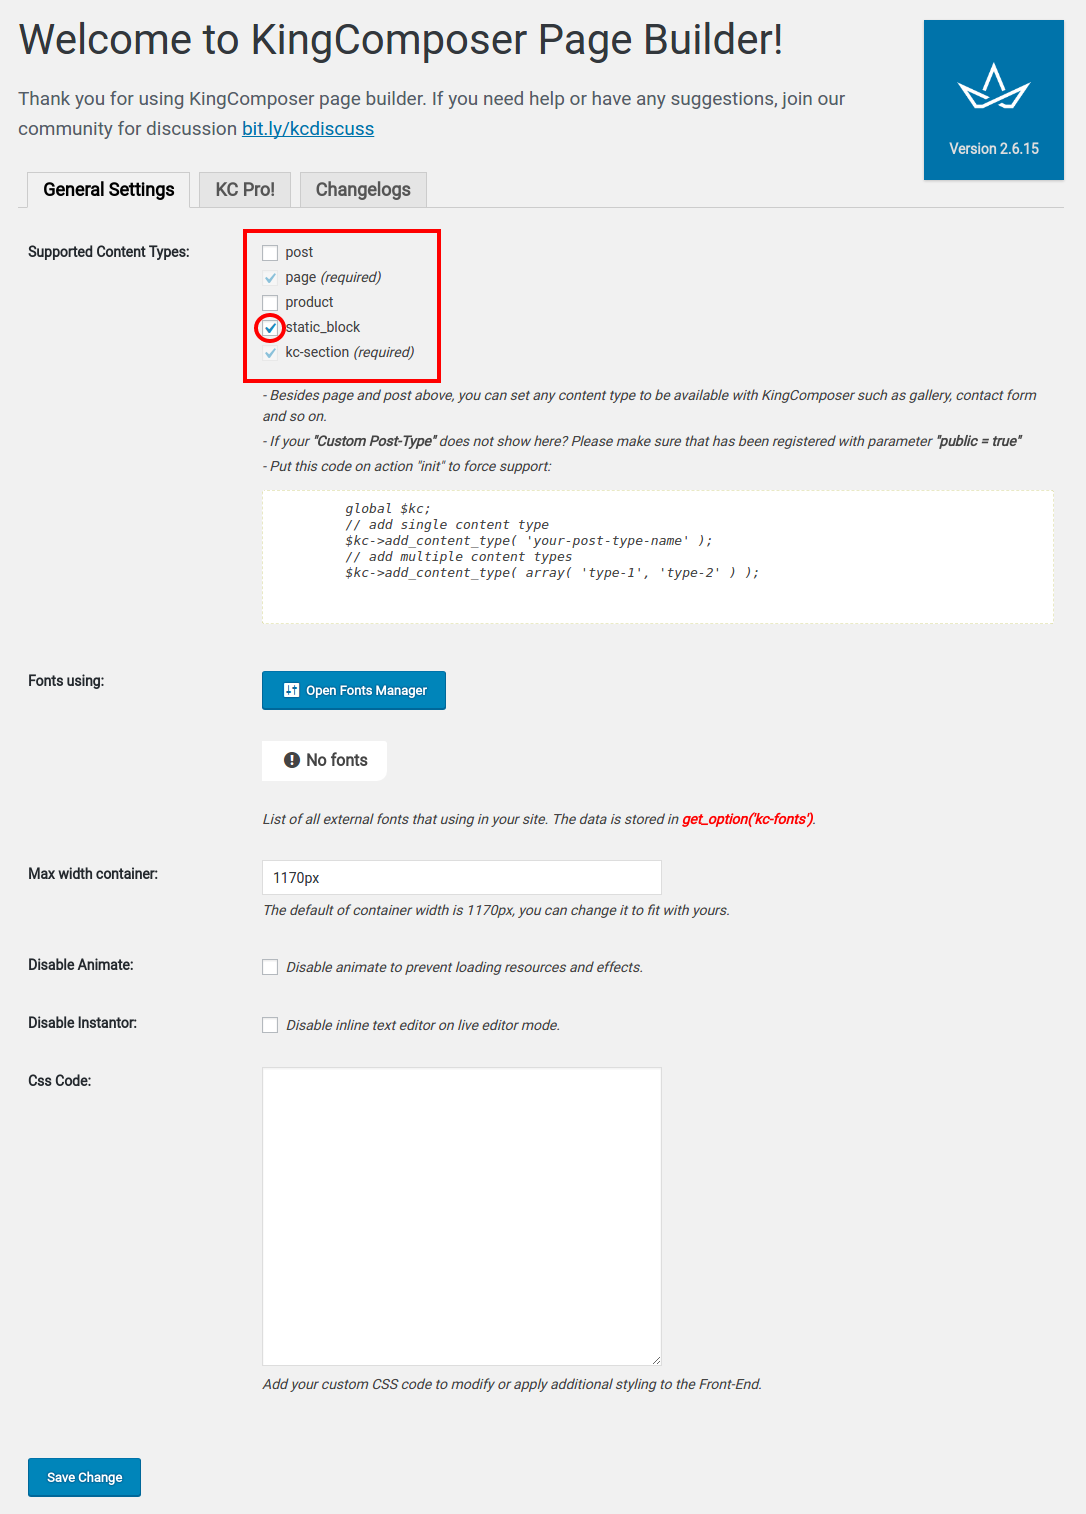 Welcome to KingComposer Page Builder!
Thank you for using KingComposer page builder. If you need help or have any suggestions, join our
community for discussion bit.ly/kcdiscuss
Version 2.6.15
General Settings
KC Pro!
Changelogs
Supported Content Types:
post
page (required)
product
static_block
kc-section (required)
- Besides page and post above, you can set any content type to be available with KingComposer such as gallery, contact form
and so on.
- If your "Custom Post-Type" does not show here? Please make sure that has been registered with parameter "public = true"
- Put this code on action "init" to force support:
global $kc;
// add single content type
$kc->add_content_type( 'your-post-type-name' );
// add multiple content types
$kc->add_content_type( array( 'type-1', 'type-2' ) );
Fonts using:
Open Fonts Manager
No fonts
List of all external fonts that using in your site. The data is stored in get_option('kc-fonts').
Max width container:
1170px
The default of container width is 1170px, you can change it to fit with yours.
Disable Animate:
Disable animate to prevent loading resources and effects.
Disable Instantor:
Disable inline text editor on live editor mode.
Css Code:
Add your custom CSS code to modify or apply additional styling to the Front-End.
Save Change